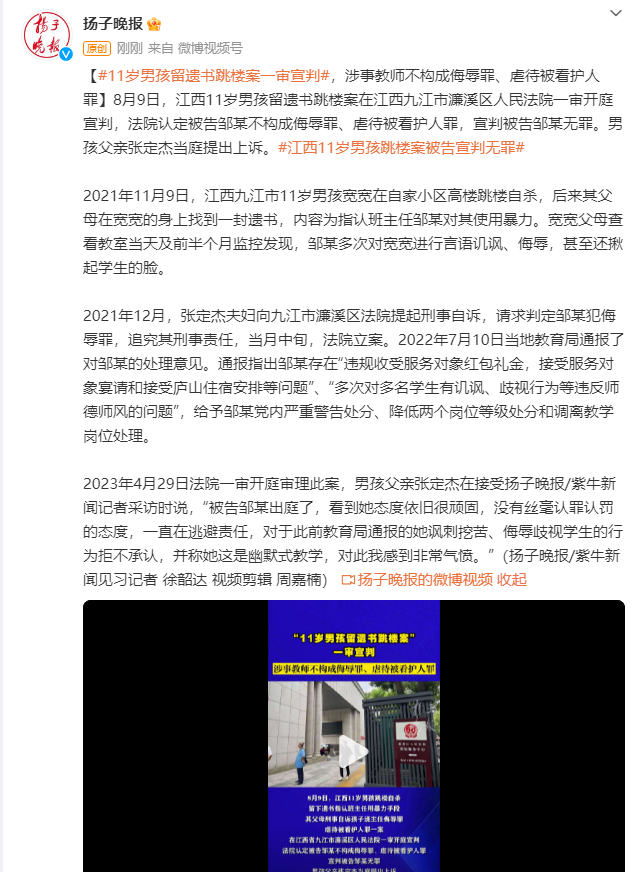 扬子晚报
扬子晚报
原创 刚刚 来自 微博视频号
【#11岁男孩留遗书跳楼案一审宣判#，涉事教师不构成侮辱罪、虐待被看护人
罪】8月9日，江西11岁男孩留遗书跳楼案在江西九江市濂溪区人民法院一审开庭
宣判，法院认定被告邹某不构成侮辱罪、虐待被看护人罪，宣判被告邹某无罪。男
孩父亲张定杰当庭提出上诉。#江西11岁男孩跳楼案被告宣判无罪#
2021年11月9日，江西九江市11岁男孩宽宽在自家小区高楼跳楼自杀，后来其父
母在宽宽的身上找到一封遗书，内容为指认班主任邹某对其使用暴力。宽宽父母查
看教室当天及前半个月监控发现，邹某多次对宽宽进行言语讥讽、侮辱，甚至还揪
起学生的脸。
2021年12月，张定杰夫妇向九江市濂溪区法院提起刑事自诉，请求判定邹某犯侮
辱罪，追究其刑事责任，当月中旬，法院立案。2022年7月10日当地教育局通报了
对邹某的处理意见。通报指出邹某存在“违规收受服务对象红包礼金，接受服务对
象宴请和接受庐山住宿安排等问题”、“多次对多名学生有讥讽、歧视行为等违反师
德师风的问题”，给予邹某党内严重警告处分、降低两个岗位等级处分和调离教学
岗位处理。
2023年4月29日法院一审开庭审理此案，男孩父亲张定杰在接受扬子晚报/紫牛新
闻记者采访时说，“被告邹某出庭了，看到她态度依旧很顽固，没有丝毫认罪认罚
的态度，一直在逃避责任，对于此前教育局通报的她讽刺挖苦、侮辱歧视学生的行
为拒不承认，并称她这是幽默式教学，对此我感到非常气愤。”(扬子晚报/紫牛新
闻见习记者 徐韶达 视频剪辑 周嘉楠) 扬子晚报的微博视频 收起
“11岁男孩留遗书跳楼案”
一审宣判
涉事教师不构成侮辱罪、虐待被看护人罪
8月9日，江西11岁男孩跳楼自杀
留下遗书指认班主任用暴力手段
其父母刑事自诉孩子班主任侮辱罪
虐待被看护人罪一案
在江西省九江市濂溪区人民法院一审开庭宣判
法院认定被告邹某不构成侮辱罪、虐待被看护人罪
宣判被告邹某无罪
男孩父亲张定杰当庭提出上诉